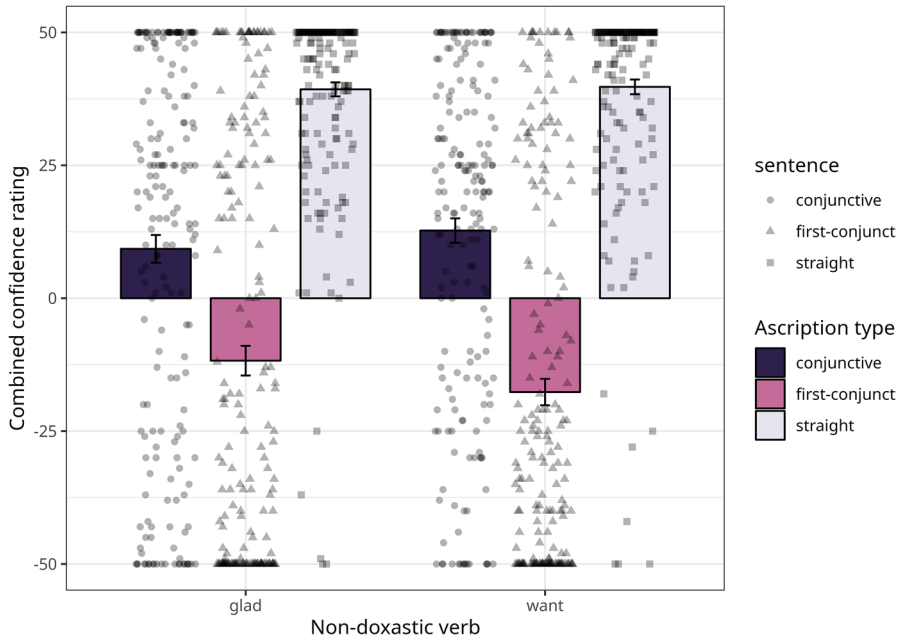 Combined confidence rating
50
25
0
-25
-50
glad
want
Non-doxastic verb
sentence
conjunctive
first-conjunct
straight
Ascription type
conjunctive
first-conjunct
straight